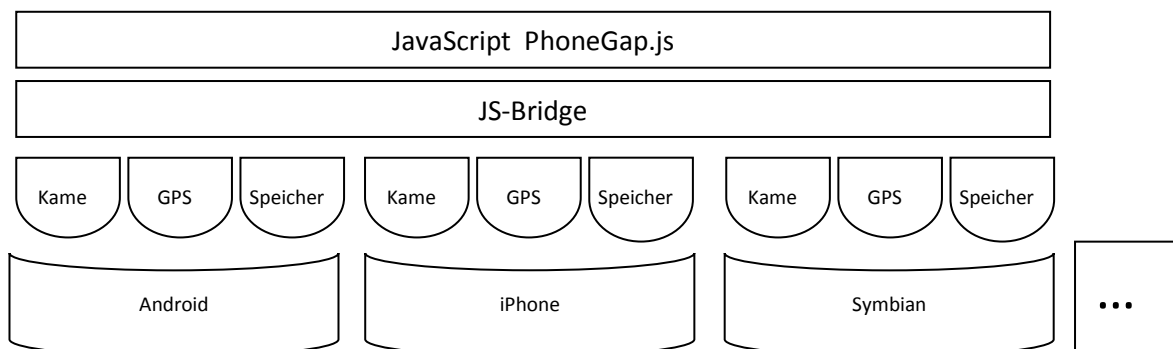 JavaScript PhoneGap.js
JS-Bridge
Kame GPS Speicher Kame GPS Speicher Kame GPS Speicher
Android iPhone Symbian ...